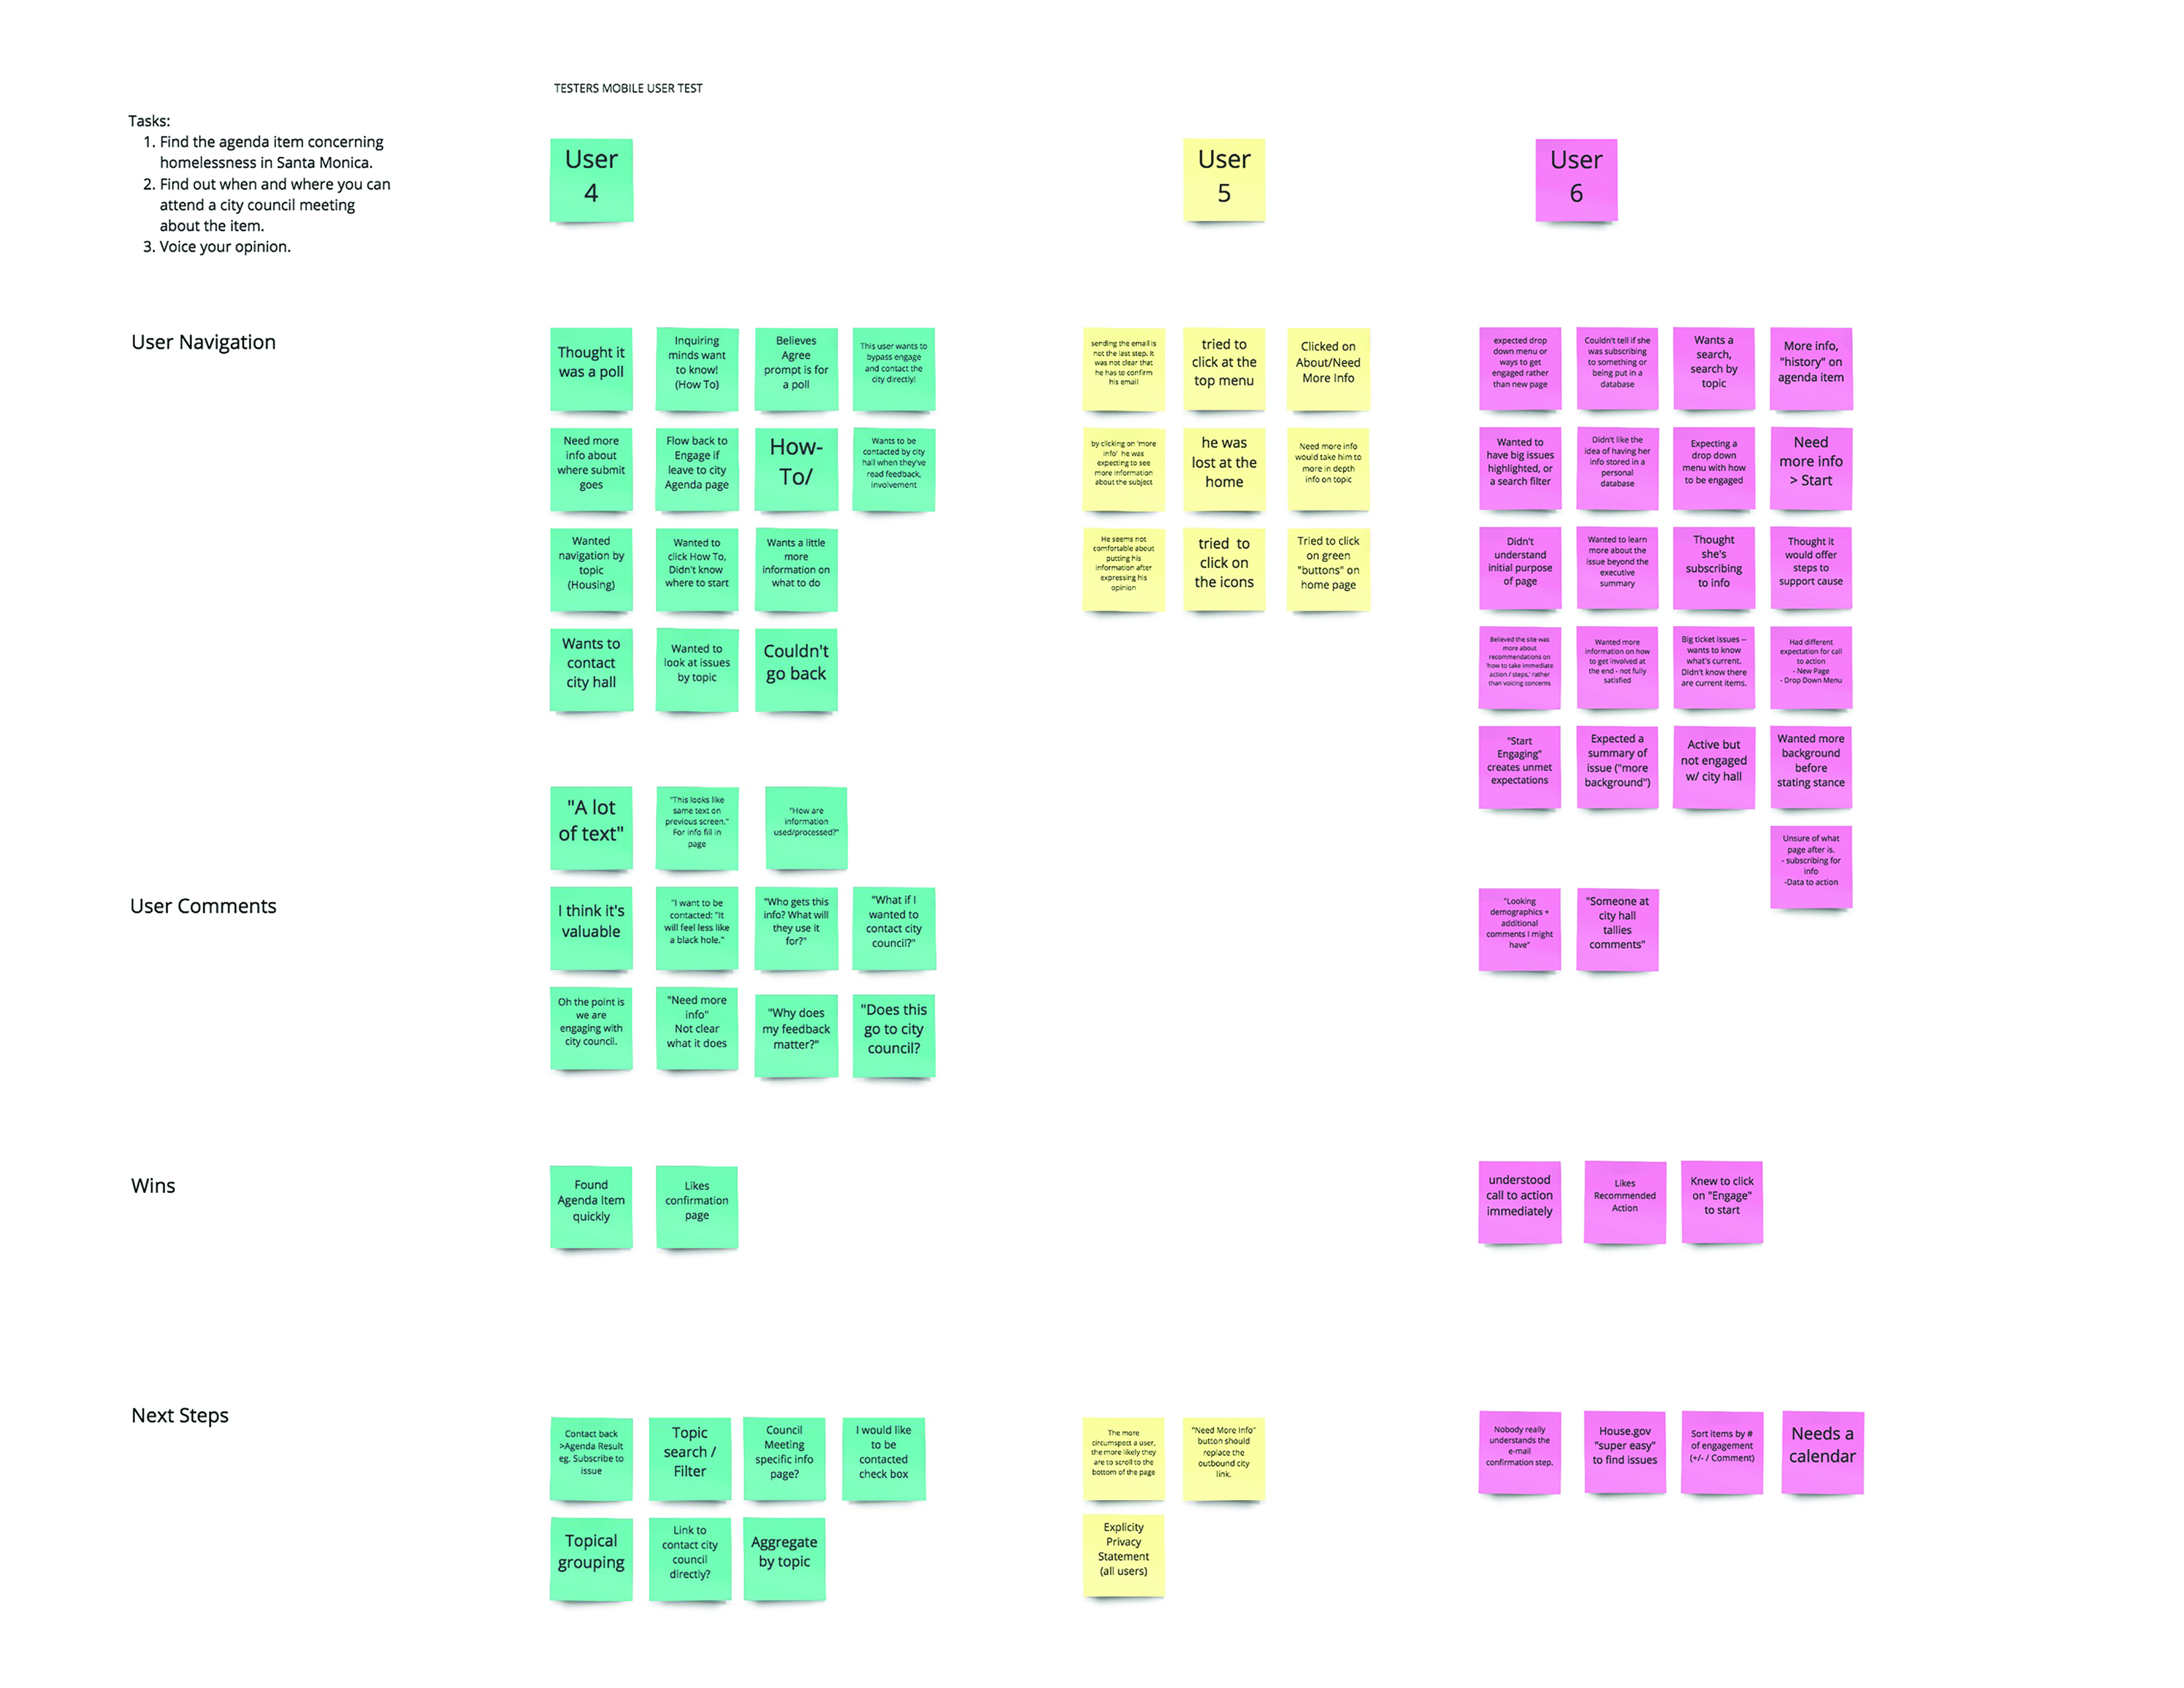 TESTERS MOBILE USER TEST
Tasks:
1. Find the agenda item concerning
homelessness in Santa Monica.
2. Find out when and where you can
attend a city council meeting
about the item.
3. Voice your opinion.
User
4
User
5
User
6
User Navigation
Thought it
was a poll
Inquiring
minds want
to know!
(How To)
Believes
Agree
prompt is for
a poll
This user wants to
bypass engage
and contact the
city directly!
Need more
info about
where submit
goes
Flow back to
Engage if
leave to city
Agenda page
How-
To/
Wants to be
contacted by city
hall when they've
read feedback,
involvement
Wanted
navigation by
topic
(Housing)
Wanted to
click How To,
Didn't know
where to start
Wants a little
more
information on
what to do
Wants to
contact
city hall
Wanted to
look at issues
by topic
Couldn't
go back
sending the email is
not the last step. It
was not clear that
he has to confirm
his email
tried to
click at the
top menu
Clicked on
About/Need
More Info
by clicking on 'more
info' he was
expecting to see
more information
about the subject
he was
lost at the
home
Need more info
would take him to
more in depth
info on topic
He seems not
comfortable about
putting his
information after
expressing his
opinion
tried to
click on
the icons
Tried to click
on green
"buttons" on
home page
expected drop
down menu or
ways to get
engaged rather
than new page
Couldn't tell if she
was subscribing
to something or
being put in a
database
Wants a
search,
search by
topic
More info,
"history" on
agenda item
Wanted to
have big issues
highlighted, or
a search filter
Didn't like the
idea of having her
info stored in a
personal
database
Expecting a
drop down
menu with how
to be engaged
Need
more info
> Start
Didn't
understand
initial purpose
of page
Wanted to learn
more about the
issue beyond the
executive
summary
Thought
she's
subscribing
to info
Thought it
would offer
steps to
support cause
Believed the site was
more about
recommendations on
'how to take immediate
action / steps,' rather
than voicing concerns
Wanted more
information on how
to get involved at
the end - not fully
satisfied
Big ticket issues --
wants to know
what's current.
Didn't know there
are current items.
Had different
expectation for call
to action
- New Page
- Drop Down Menu
"Start
Engaging"
creates unmet
expectations
Expected a
summary of
issue ("more
background")
Active but
not engaged
w/ city hall
Wanted more
background
before
stating stance
Unsure of what
page after is.
- subscribing for
info
-Data to action
User Comments
"A lot
of text"
"This looks like
same text on
previous screen."
For info fill in
page
"How are
information
used/processed?"
I think it's
valuable
"I want to be
contacted: "It
will feel less like
a black hole."
"Who gets this
info? What will
they use it
for?"
"What if I
wanted to
contact city
council?"
Oh the point is
we are
engaging with
city council.
"Need more
info"
Not clear
what it does
"Why does
my feedback
matter?"
"Does this
go to city
council?
"Looking
demographics +
additional
comments I might
have"
"Someone at
city hall
tallies
comments"
Wins
Found
Agenda Item
quickly
Likes
confirmation
page
understood
call to action
immediately
Likes
Recommended
Action
Knew to click
on "Engage"
to start
Next Steps
Contact back
>Agenda Result
eg. Subscribe to
issue
Topic
search /
Filter
Council
Meeting
specific info
page?
I would like
to be
contacted
check box
Topical
grouping
Link to
contact city
council
directly?
Aggregate
by topic
The more
circumspect a user,
the more likely they
are to scroll to the
bottom of the page
"Need More Info"
button should
replace the
outbound city
link.
Explicity
Privacy
Statement
(all users)
Nobody really
understands the
e-mail
confirmation step.
House.gov
"super easy"
to find issues
Sort items by #
of engagement
(+/- / Comment)
Needs a
calendar